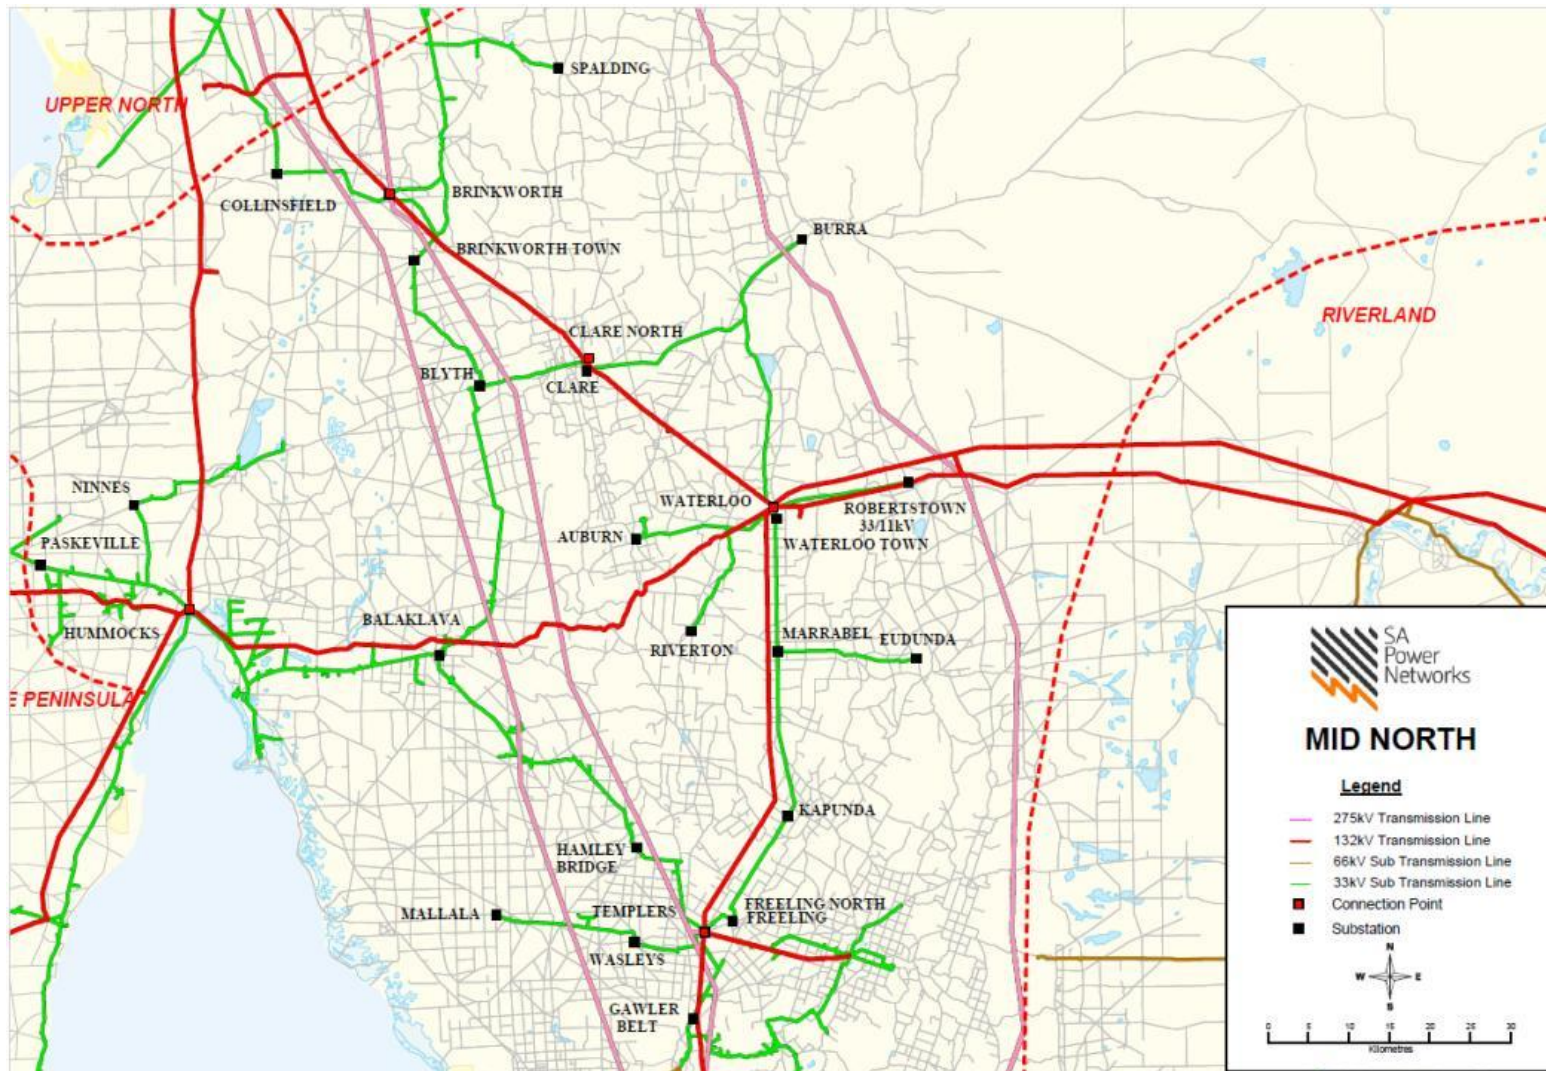 SPALDING
UPPER NORTH
BRINKWORTH
COLLINSFIELD
BURRA
BRINKWORTH TOWN
RIVERLAND
CLARE NORTH
BLYTH
CLARE
NINNES
WATERLOO
ROBERTSTOWN
33/11kV
PASKEVILLE
AUBURN
WATERLOO TOWN
BALAKLAVA
HUMMOCKS
MARRABEL
EUDUNDA
RIVERTON
E PENINSULA
SA
Power
Networks
MID NORTH
Legend
275kV Transmission Line
132kV Transmission Line
66kV Sub Transmission Line
33kV Sub Transmission Line
Connection Point
Substation
N
W E
S
0 5 10 15 20 25 30
Kilometres
KAPUNDA
HAMLEY
BRIDGE
MALLALA
TEMPLERS
FREELING NORTH
FREELING
WASLEYS
GAWLER
BELT